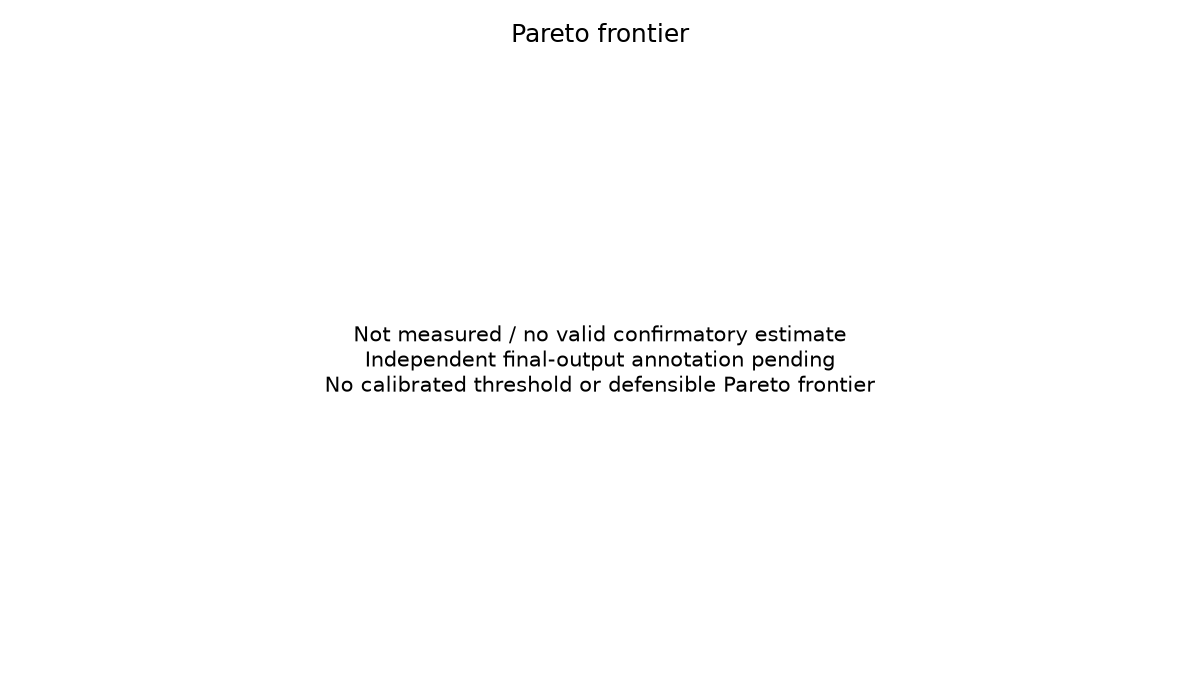 Pareto frontier
Not measured / no valid confirmatory estimate
Independent final-output annotation pending
No calibrated threshold or defensible Pareto frontier